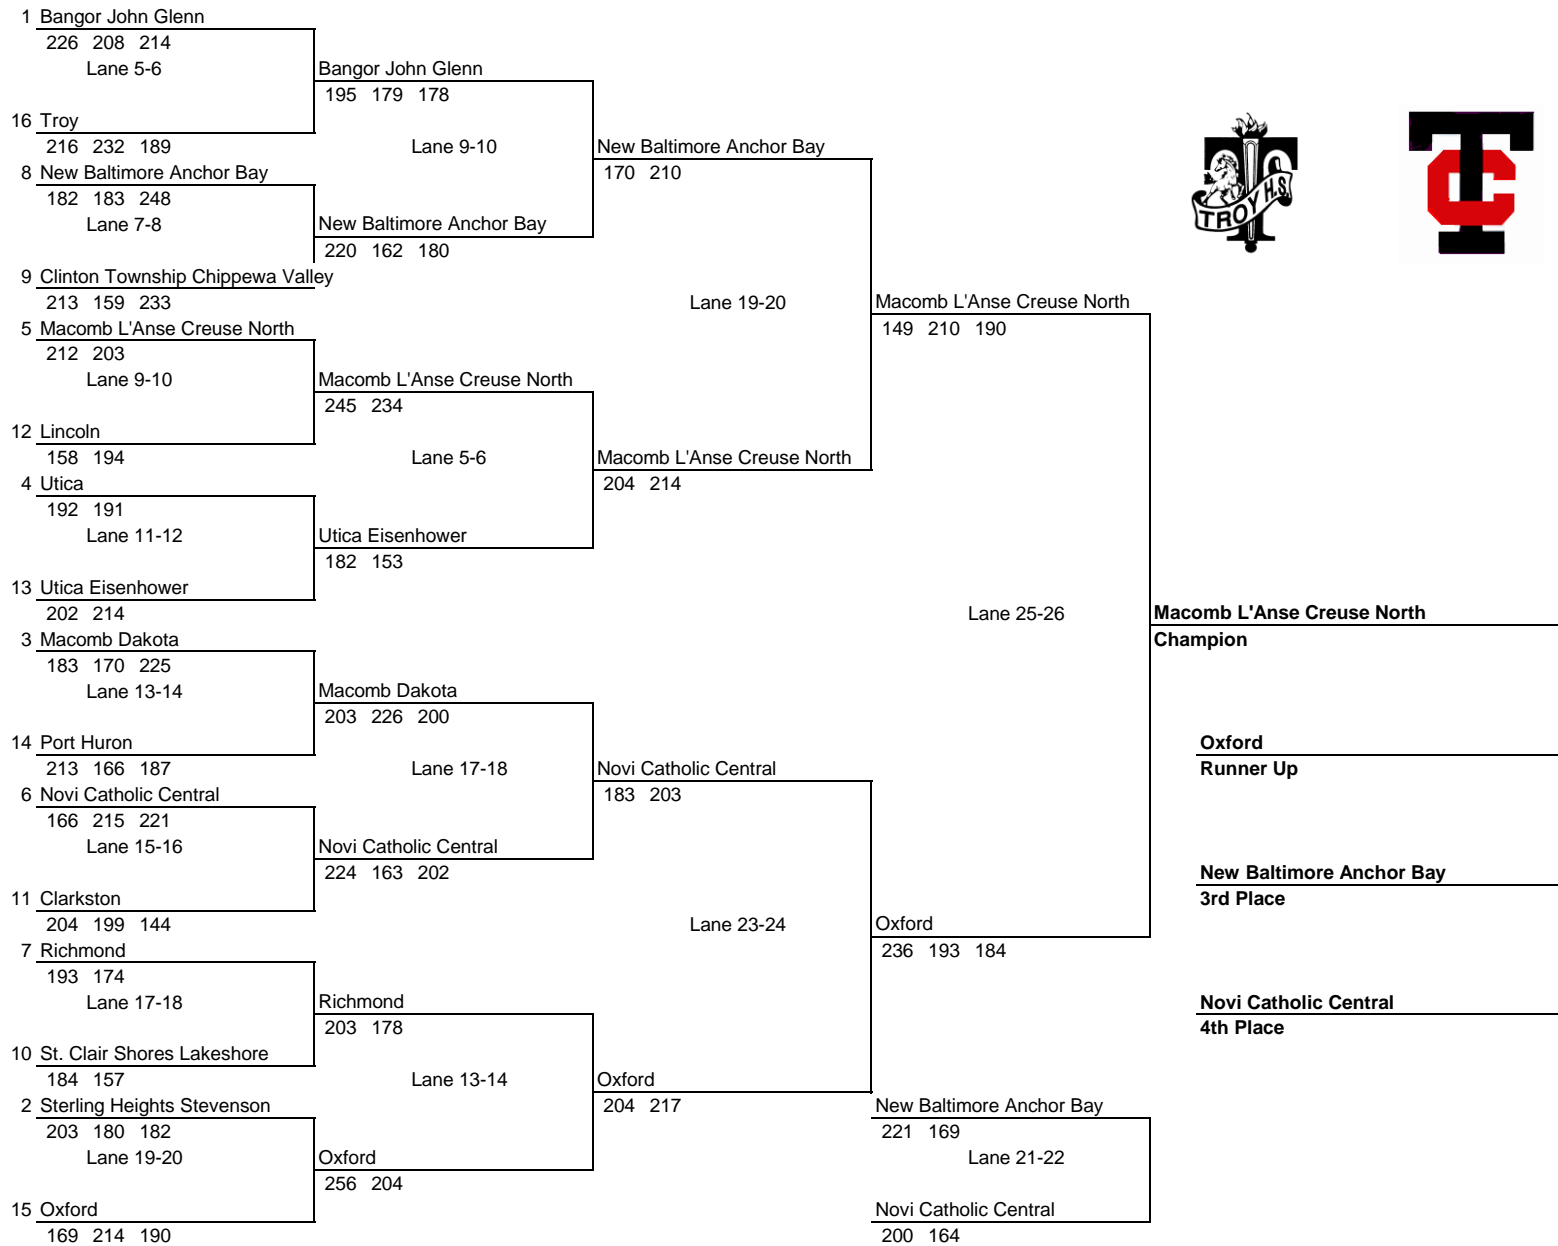 1 Bangor John Glenn
226 208 214
Lane 5-6
16 Troy
216 232 189
8 New Baltimore Anchor Bay
182 183 248
Lane 7-8
9 Clinton Township Chippewa Valley
213 159 233
5 Macomb L'Anse Creuse North
212 203
Lane 9-10
12 Lincoln
158 194
4 Utica
192 191
Lane 11-12
13 Utica Eisenhower
202 214
3 Macomb Dakota
183 170 225
Lane 13-14
14 Port Huron
213 166 187
6 Novi Catholic Central
166 215 221
Lane 15-16
11 Clarkston
204 199 144
7 Richmond
193 174
Lane 17-18
10 St. Clair Shores Lakeshore
184 157
2 Sterling Heights Stevenson
203 180 182
Lane 19-20
15 Oxford
169 214 190
Bangor John Glenn
195 179 178
Lane 9-10
New Baltimore Anchor Bay
220 162 180
Macomb L'Anse Creuse North
245 234
Lane 5-6
Utica Eisenhower
182 153
Macomb Dakota
203 226 200
Lane 17-18
Novi Catholic Central
224 163 202
Richmond
203 178
Lane 13-14
Oxford
256 204
New Baltimore Anchor Bay
170 210
Lane 19-20
Macomb L'Anse Creuse North
204 214
Novi Catholic Central
183 203
Lane 23-24
Oxford
204 217
Macomb L'Anse Creuse North
149 210 190
Lane 25-26
Oxford
236 193 184
New Baltimore Anchor Bay
221 169
Lane 21-22
Novi Catholic Central
200 164
T
TROY H.S.
TC
Macomb L'Anse Creuse North
Champion
Oxford
Runner Up
New Baltimore Anchor Bay
3rd Place
Novi Catholic Central
4th Place